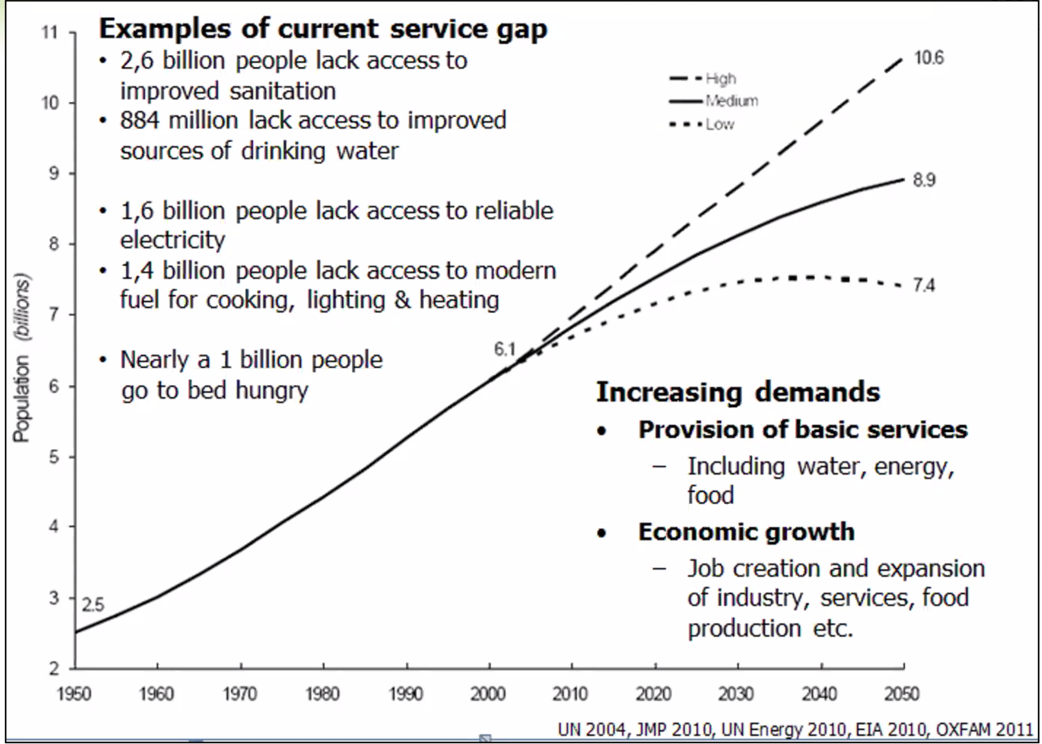 Examples of current service gap
• 2,6 billion people lack access to
improved sanitation
• 884 million lack access to improved
sources of drinking water
• 1,6 billion people lack access to reliable
electricity
• 1,4 billion people lack access to modern
fuel for cooking, lighting & heating
• Nearly a 1 billion people
go to bed hungry
High
Medium
Low
10.6
8.9
7.4
6.1
2.5
Increasing demands
• Provision of basic services
– Including water, energy,
food
• Economic growth
– Job creation and expansion
of industry, services, food
production etc.
Population (billions)
11
10
9
8
7
6
5
4
3
2
1950 1960 1970 1980 1990 2000 2010 2020 2030 2040 2050
UN 2004, JMP 2010, UN Energy 2010, EIA 2010, OXFAM 2011